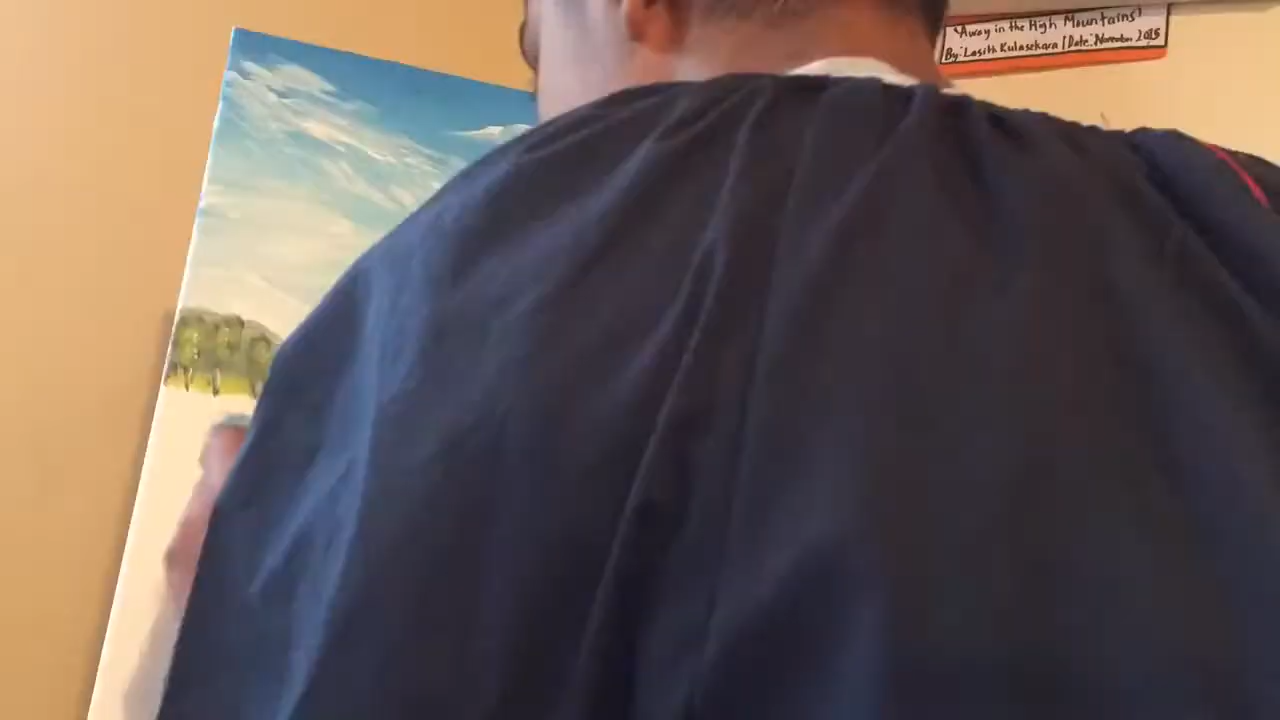 'Away in the High Mountains'
By: Lasith Kulasekara | Date: November 2015